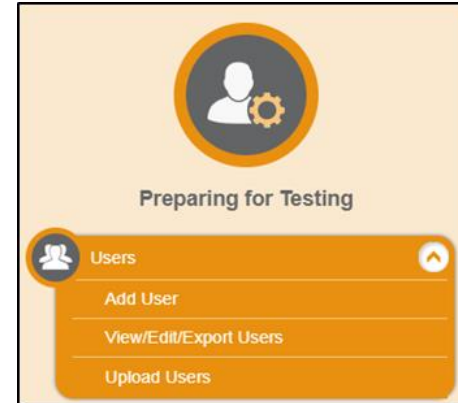 Preparing for Testing
Users
Add User
View/Edit/Export Users
Upload Users